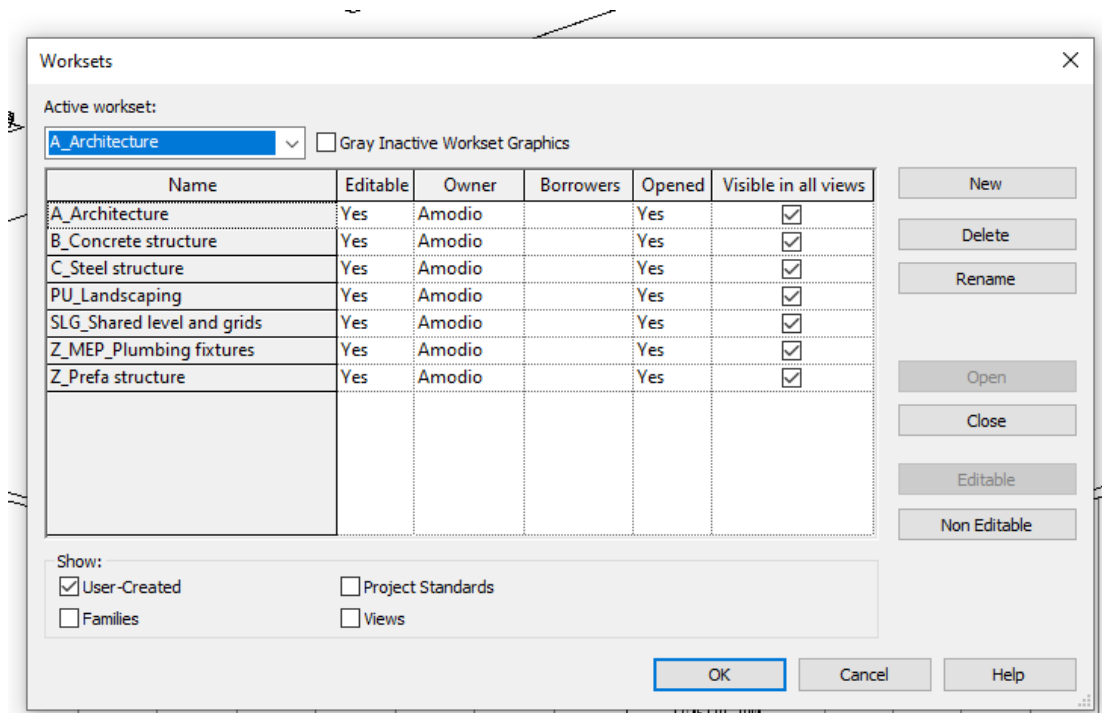 Worksets
Active workset:
A_Architecture
Gray Inactive Workset Graphics
Name Editable Owner Borrowers Opened Visible in all views
A_Architecture Yes Amodio Yes
B_Concrete structure Yes Amodio Yes
C_Steel structure Yes Amodio Yes
PU_Landscaping Yes Amodio Yes
SLG_Shared level and grids Yes Amodio Yes
Z_MEP_Plumbing fixtures Yes Amodio Yes
Z_Prefa structure Yes Amodio Yes
New
Delete
Rename
Open
Close
Editable
Non Editable
Show:
User-Created Project Standards
Families Views
OK Cancel Help